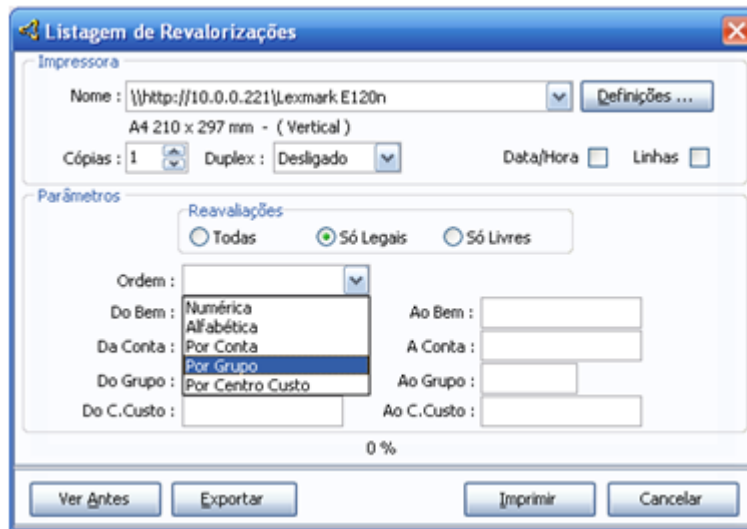 Listagem de Revalorizações
Impressora
Nome : \\http://10.0.0.221\Lexmark E120n Definições ...
A4 210 x 297 mm - ( Vertical )
Cópias : 1 Duplex : Desligado Data/Hora Linhas
Parâmetros
Reavaliações
Todas Só Legais Só Livres
Ordem :
Numérica
Do Bem : Ao Bem :
Alfabética
Da Conta : Por Conta A Conta :
Por Grupo
Do Grupo : Por Centro Custo Ao Grupo :
Do C.Custo : Ao C.Custo :
0 %
Ver Antes Exportar Imprimir Cancelar